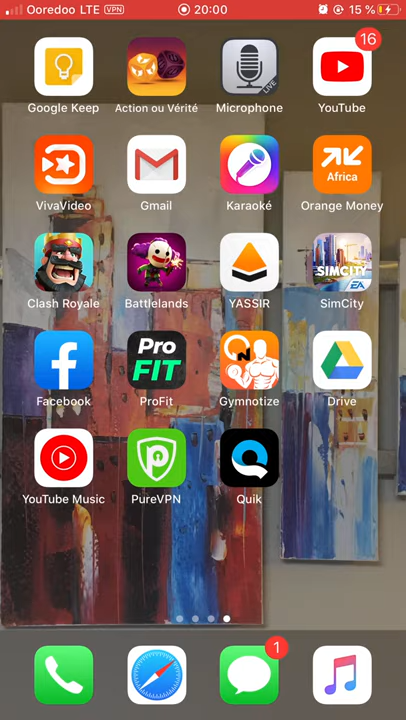 Ooredoo LTE VPN 20:00 15 %
16
LIVE
Google Keep Action ou Vérité Microphone YouTube
Africa
VivaVideo Gmail Karaoké Orange Money
SIMCITY
EA
Clash Royale Battlelands YASSIR SimCity
Pro
FIT
N
Facebook ProFit Gymnotize Drive
YouTube Music PureVPN Quik
1